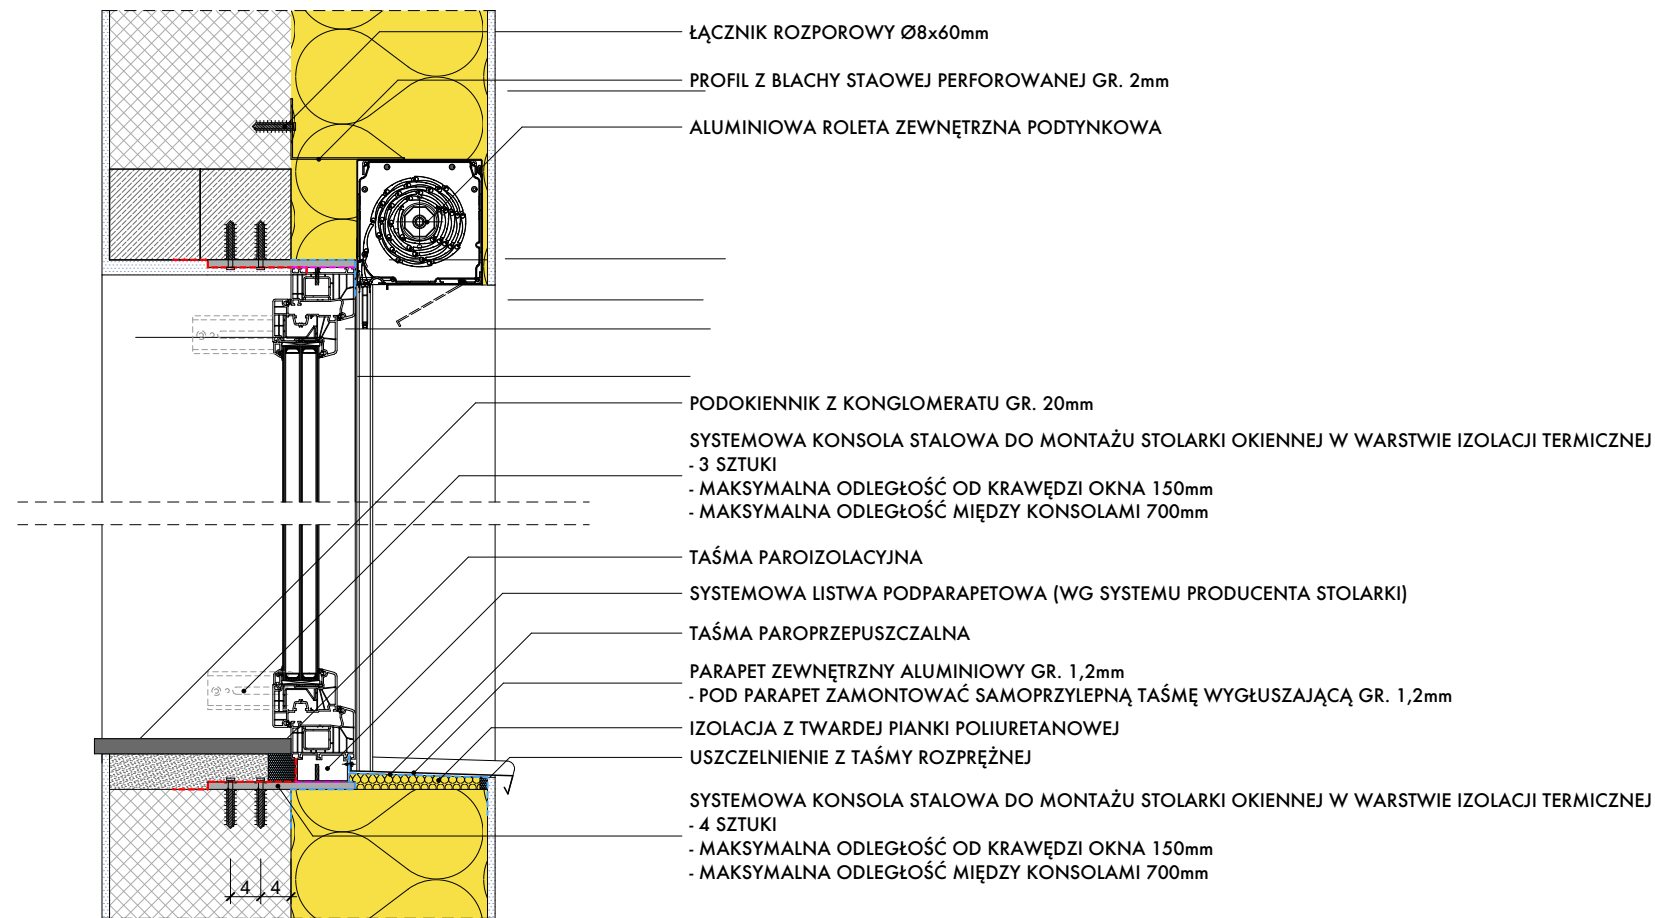 ŁĄCZNIK ROZPOROWY Ø8x60mm
PROFIL Z BLACHY STAOWEJ PERFOROWANEJ GR. 2mm
ALUMINIOWA ROLETA ZEWNĘTRZNA PODTYNKOWA
PODOKIENNIK Z KONGLOMERATU GR. 20mm
SYSTEMOWA KONSOLA STALOWA DO MONTAŻU STOLARKI OKIENNEJ W WARSTWIE IZOLACJI TERMICZNEJ
- 3 SZTUKI
- MAKSYMALNA ODLEGŁOŚĆ OD KRAWĘDZI OKNA 150mm
- MAKSYMALNA ODLEGŁOŚĆ MIĘDZY KONSOLAMI 700mm
TAŚMA PAROIZOLACYJNA
SYSTEMOWA LISTWA PODPARAPETOWA (WG SYSTEMU PRODUCENTA STOLARKI)
TAŚMA PAROPRZEPUSZCZALNA
PARAPET ZEWNĘTRZNY ALUMINIOWY GR. 1,2mm
- POD PARAPET ZAMONTOWAĆ SAMOPRZYLEPNĄ TAŚMĘ WYGŁUSZAJĄCĄ GR. 1,2mm
IZOLACJA Z TWARDEJ PIANKI POLIURETANOWEJ
USZCZELNIENIE Z TAŚMY ROZPRĘŻNEJ
SYSTEMOWA KONSOLA STALOWA DO MONTAŻU STOLARKI OKIENNEJ W WARSTWIE IZOLACJI TERMICZNEJ
- 4 SZTUKI
- MAKSYMALNA ODLEGŁOŚĆ OD KRAWĘDZI OKNA 150mm
- MAKSYMALNA ODLEGŁOŚĆ MIĘDZY KONSOLAMI 700mm
4 4